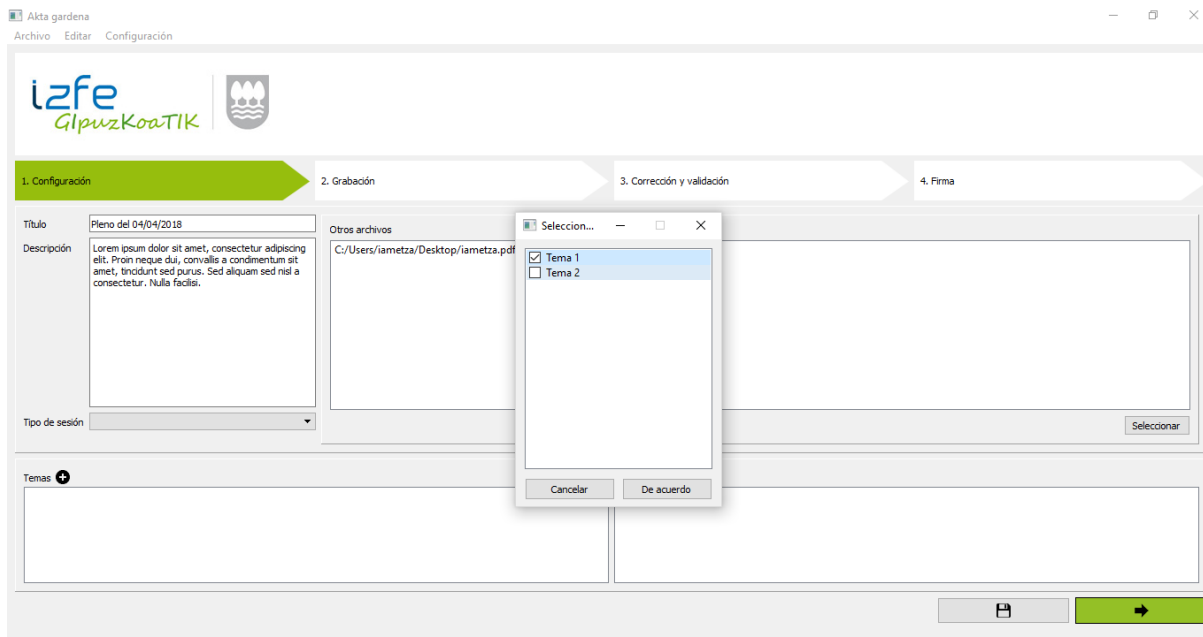 Akta gardena
Archivo Editar Configuración
izfe
GIpuzKoaTIK
1. Configuración
2. Grabación
3. Corrección y validación
4. Firma
Título
Pleno del 04/04/2018
Descripción
Lorem ipsum dolor sit amet, consectetur adipiscing
elit. Proin neque dui, convallis a condimentum sit
amet, tincidunt sed purus. Sed aliquam sed nisl a
consectetur. Nulla facilisi.
Tipo de sesión
Otros archivos
C:/Users/iametza/Desktop/iametza.pdf
Seleccionar
Seleccion...
Tema 1
Tema 2
Cancelar
De acuerdo
Temas